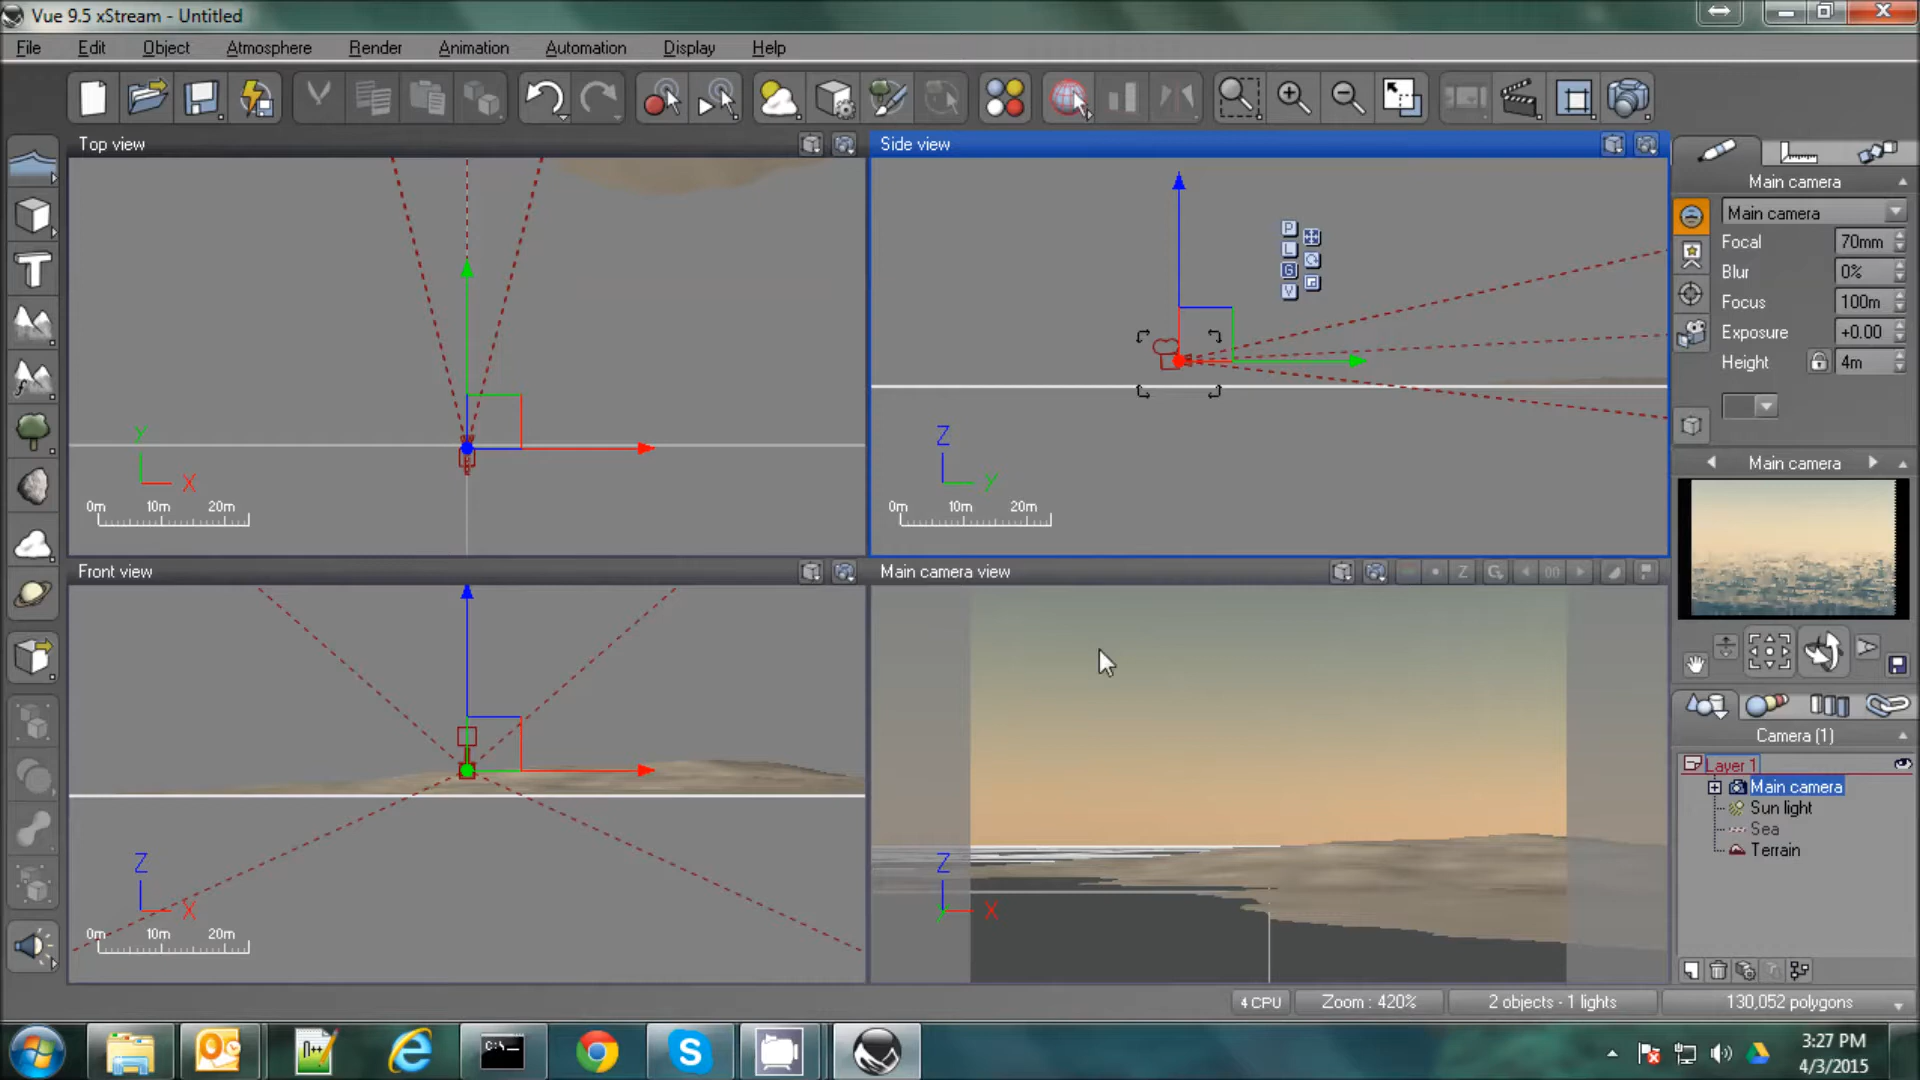 Vue 9.5 xStream - Untitled
File Edit Object Atmosphere Render Animation Automation Display Help
Top view
Side view
Main camera
Main camera
Focal 70mm
Blur 0%
Focus 100m
Exposure +0.00
Height 4m
P
L
G
V
Y
X
0m 10m 20m
Z
Y
0m 10m 20m
Main camera
Front view
Main camera view
Z
Z
X
0m 10m 20m
Z
X
Camera (1)
Layer 1
Main camera
Sun light
Sea
Terrain
4 CPU
Zoom : 420%
2 objects - 1 lights
130,052 polygons
C:\-
3:27 PM
4/3/2015